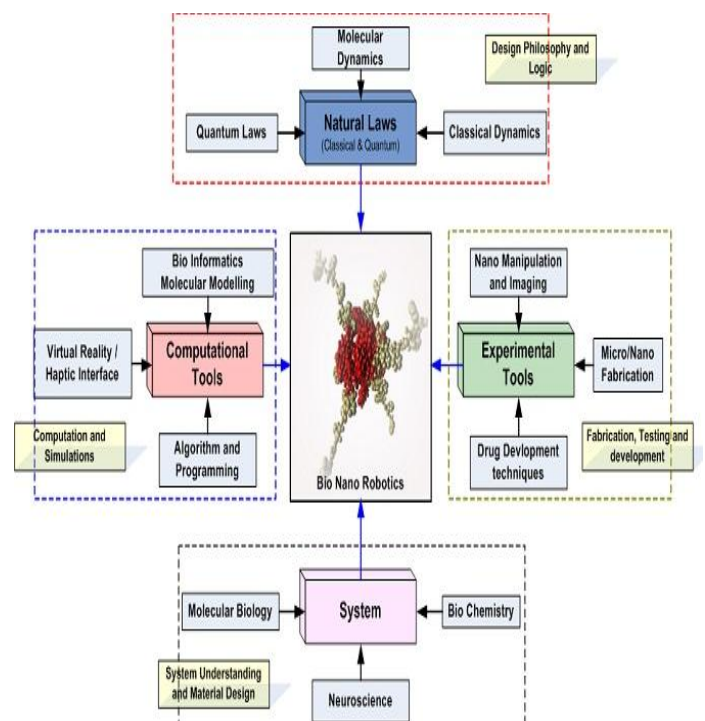 Molecular
Dynamics
Design Philosophy and
Logic
Quantum Laws
Natural Laws
(Classical & Quantum)
Classical Dynamics
Bio Informatics
Molecular Modelling
Virtual Reality /
Haptic Interface
Computational
Tools
Computation and
Simulations
Algorithm and
Programming
Bio Nano Robotics
Nano Manipulation
and Imaging
Experimental
Tools
Micro/Nano
Fabrication
Drug Devlopment
techniques
Fabrication, Testing and
development
Molecular Biology
System
Bio Chemistry
System Understanding
and Material Design
Neuroscience